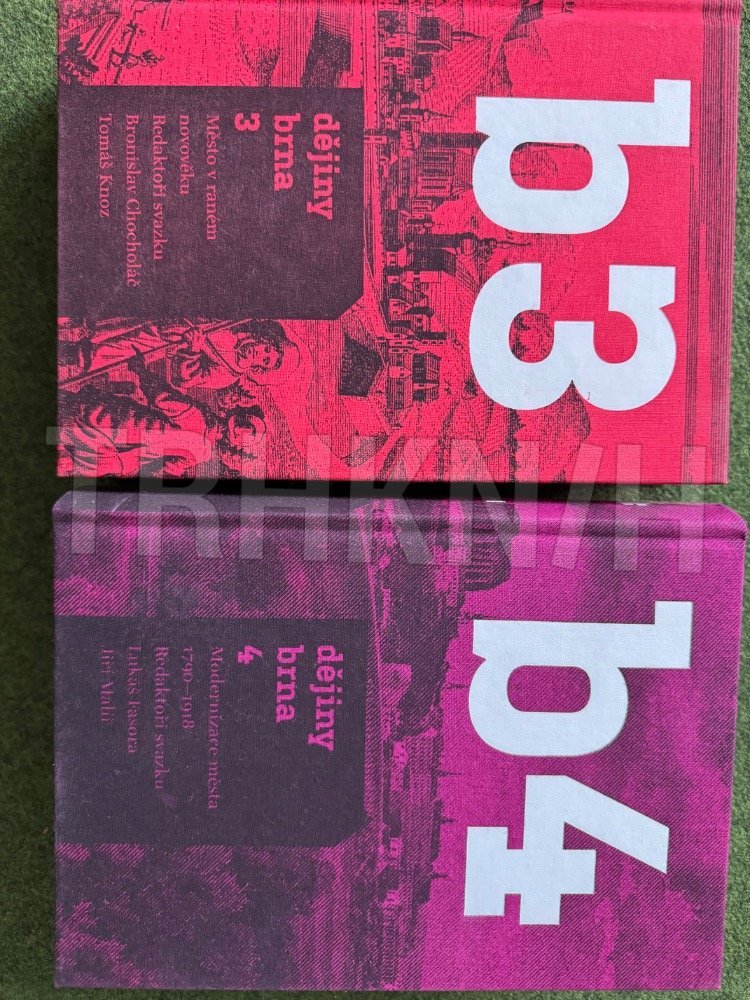 b3
dějiny
brna
3
Město v raném
novověku
Redaktoři svazku
Bronislav Chocholáč
Tomáš Knoz
TRHKNIH
b4
dějiny
brna
4
Modernizace města
1790–1918
Redaktoři svazku
Lukáš Fasora
Jiří Malíř